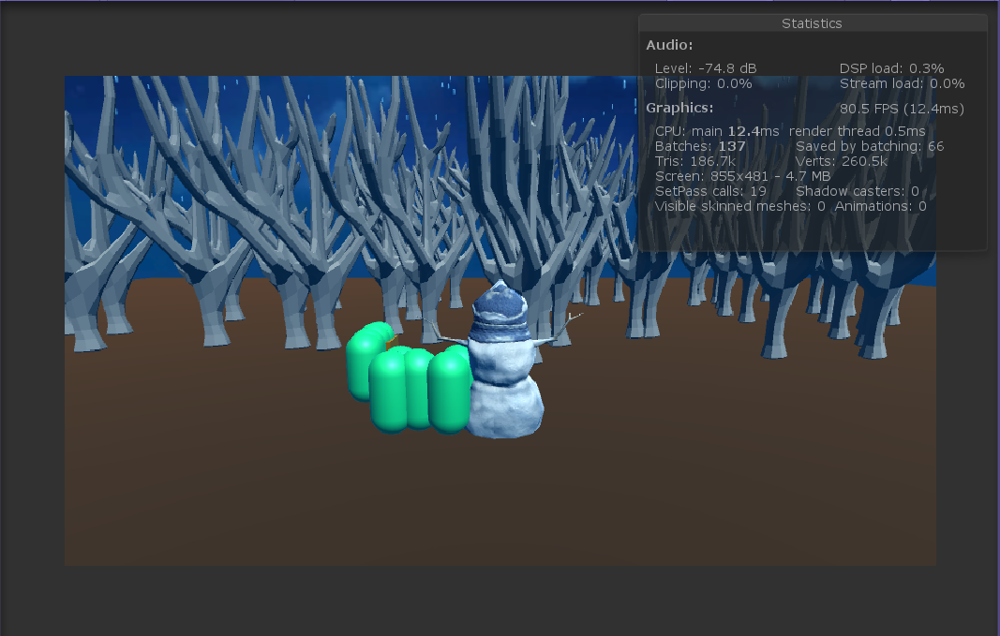 Statistics
Audio:
Level: -74.8 dB DSP load: 0.3%
Clipping: 0.0% Stream load: 0.0%
Graphics: 80.5 FPS (12.4ms)
CPU: main 12.4ms render thread 0.5ms
Batches: 137 Saved by batching: 66
Tris: 186.7k Verts: 260.5k
Screen: 855x481 - 4.7 MB
SetPass calls: 19 Shadow casters: 0
Visible skinned meshes: 0 Animations: 0